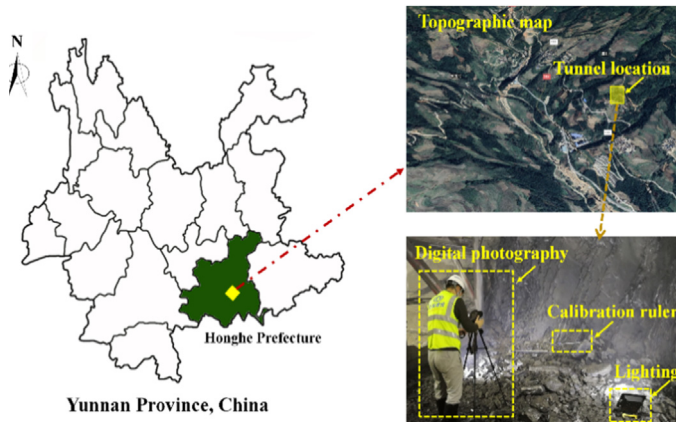 N
Topographic map
Tunnel location
Digital photography
Calibration ruler
Lighting
Honghe Prefecture
Yunnan Province, China